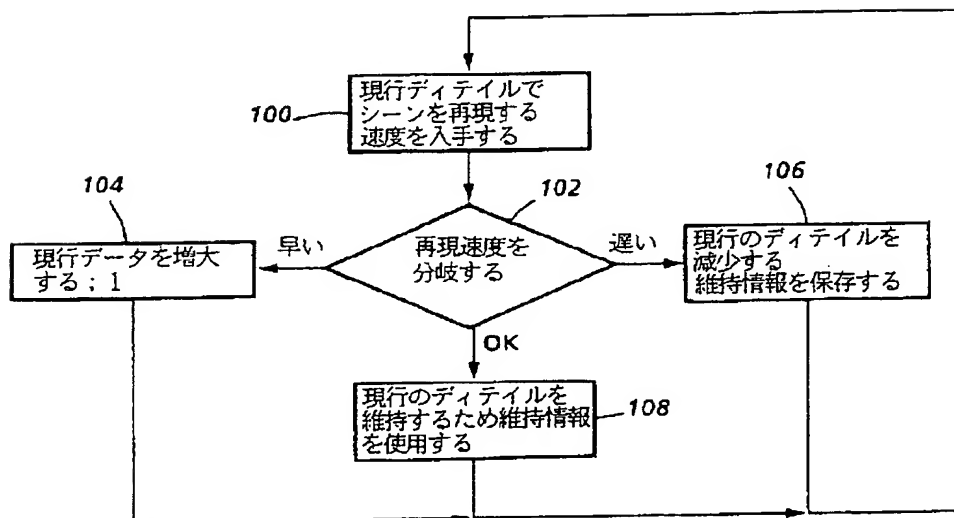 現行ディテイルで
シーンを再現する
速度を入手する
100
102
104
106
早い
再現速度を
分岐する
遅い
現行データを増大
する；1
現行のディテイルを
減少する
維持情報を保存する
OK
現行のディテイルを
維持するため維持情報
を使用する
108